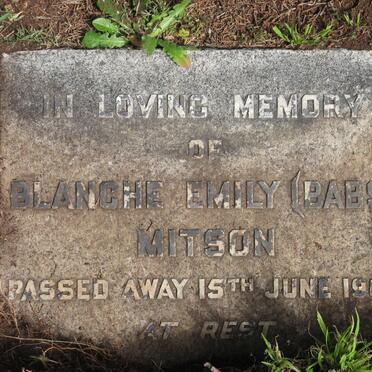 IN LOVING MEMORY
OF
BLANCHE EMILY (BABS
MITSON
PASSED AWAY 15TH JUNE 19
AT REST